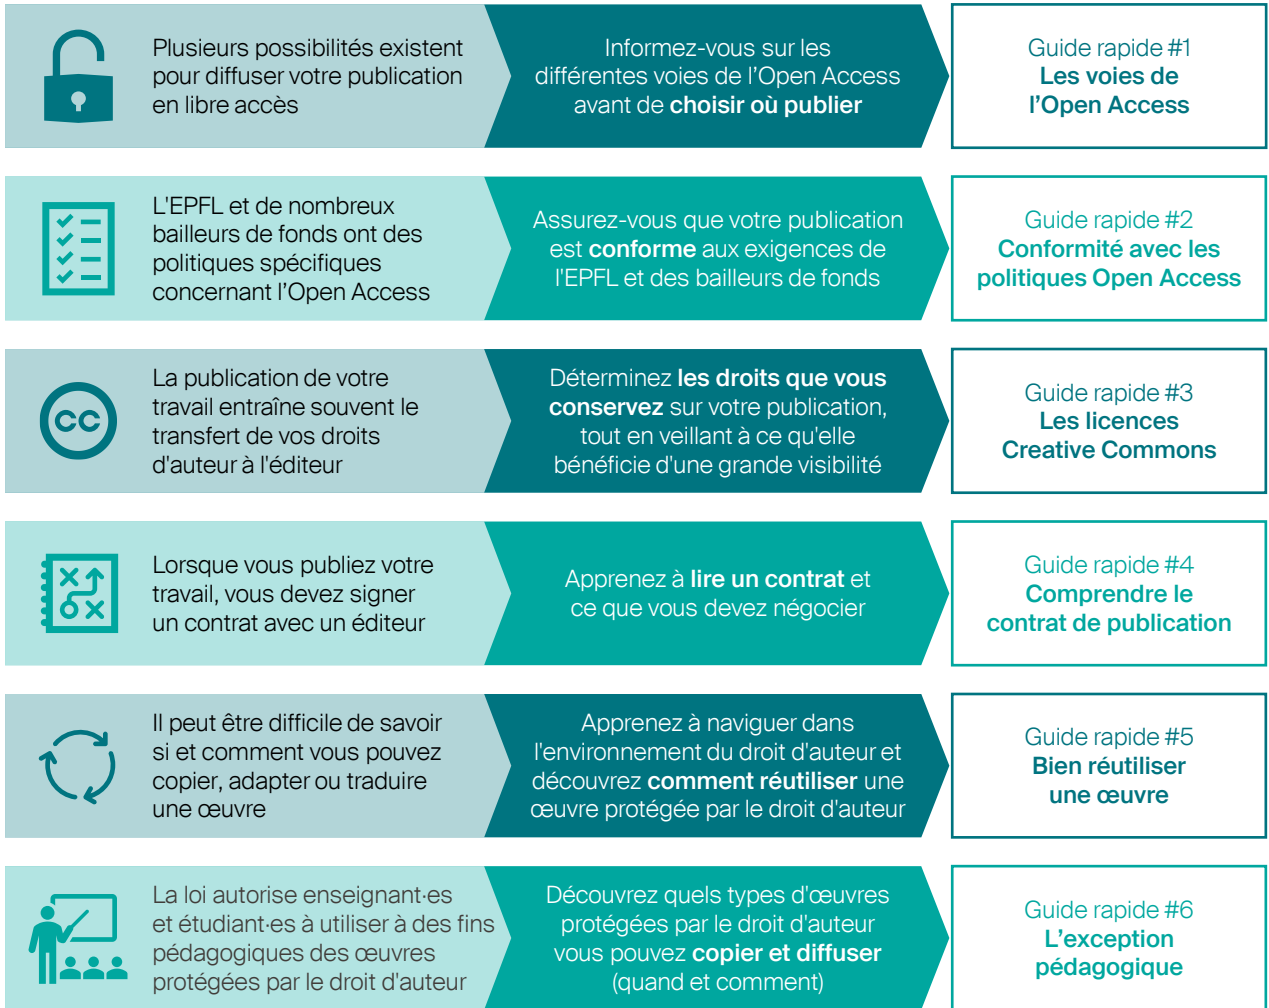 Plusieurs possibilités existent
pour diffuser votre publication
en libre accès
Informez-vous sur les
différentes voies de l'Open Access
avant de choisir où publier
Guide rapide #1
Les voies de
l'Open Access
L'EPFL et de nombreux
bailleurs de fonds ont des
politiques spécifiques
concernant l'Open Access
Assurez-vous que votre publication
est conforme aux exigences de
l'EPFL et des bailleurs de fonds
Guide rapide #2
Conformité avec les
politiques Open Access
CC
La publication de votre
travail entraîne souvent le
transfert de vos droits
d'auteur à l'éditeur
Déterminez les droits que vous
conservez sur votre publication,
tout en veillant à ce qu'elle
bénéficie d'une grande visibilité
Guide rapide #3
Les licences
Creative Commons
Lorsque vous publiez votre
travail, vous devez signer
un contrat avec un éditeur
Apprenez à lire un contrat et
ce que vous devez négocier
Guide rapide #4
Comprendre le
contrat de publication
Il peut être difficile de savoir
si et comment vous pouvez
copier, adapter ou traduire
une œuvre
Apprenez à naviguer dans
l'environnement du droit d'auteur et
découvrez comment réutiliser une
œuvre protégée par le droit d'auteur
Guide rapide #5
Bien réutiliser
une œuvre
La loi autorise enseignant·es
et étudiant·es à utiliser à des fins
pédagogiques des œuvres
protégées par le droit d'auteur
Découvrez quels types d'œuvres
protégées par le droit d'auteur
vous pouvez copier et diffuser
(quand et comment)
Guide rapide #6
L'exception
pédagogique